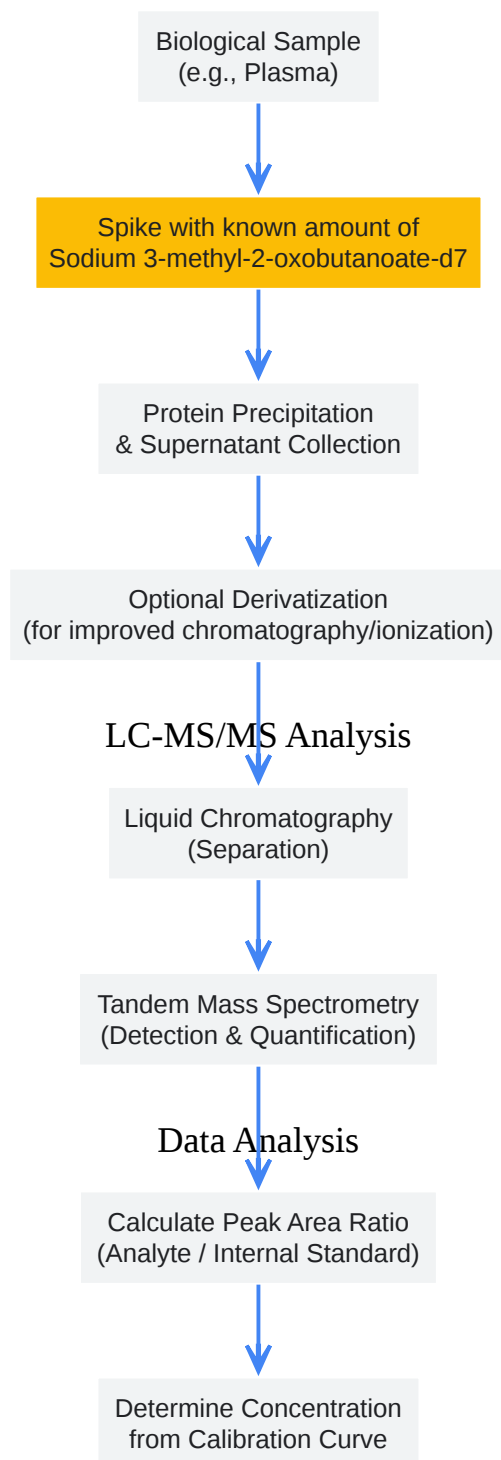 Biological Sample
(e.g., Plasma)
Spike with known amount of
Sodium 3-methyl-2-oxobutanoate-d7
Protein Precipitation
& Supernatant Collection
Optional Derivatization
(for improved chromatography/ionization)
LC-MS/MS Analysis
Liquid Chromatography
(Separation)
Tandem Mass Spectrometry
(Detection & Quantification)
Data Analysis
Calculate Peak Area Ratio
(Analyte / Internal Standard)
Determine Concentration
from Calibration Curve